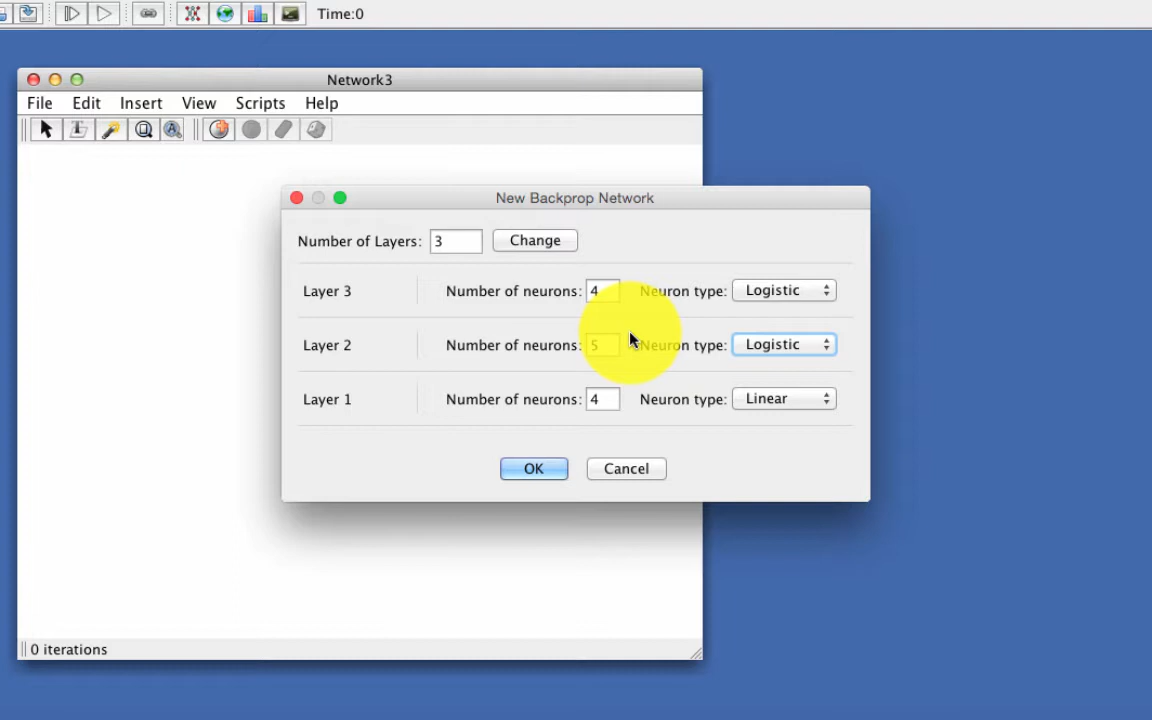 Time:0
Network3
File Edit Insert View Scripts Help
New Backprop Network
Number of Layers: 3 Change
Layer 3 Number of neurons: 4 Neuron type: Logistic
Layer 2 Number of neurons: 5 Neuron type: Logistic
Layer 1 Number of neurons: 4 Neuron type: Linear
OK Cancel
0 iterations